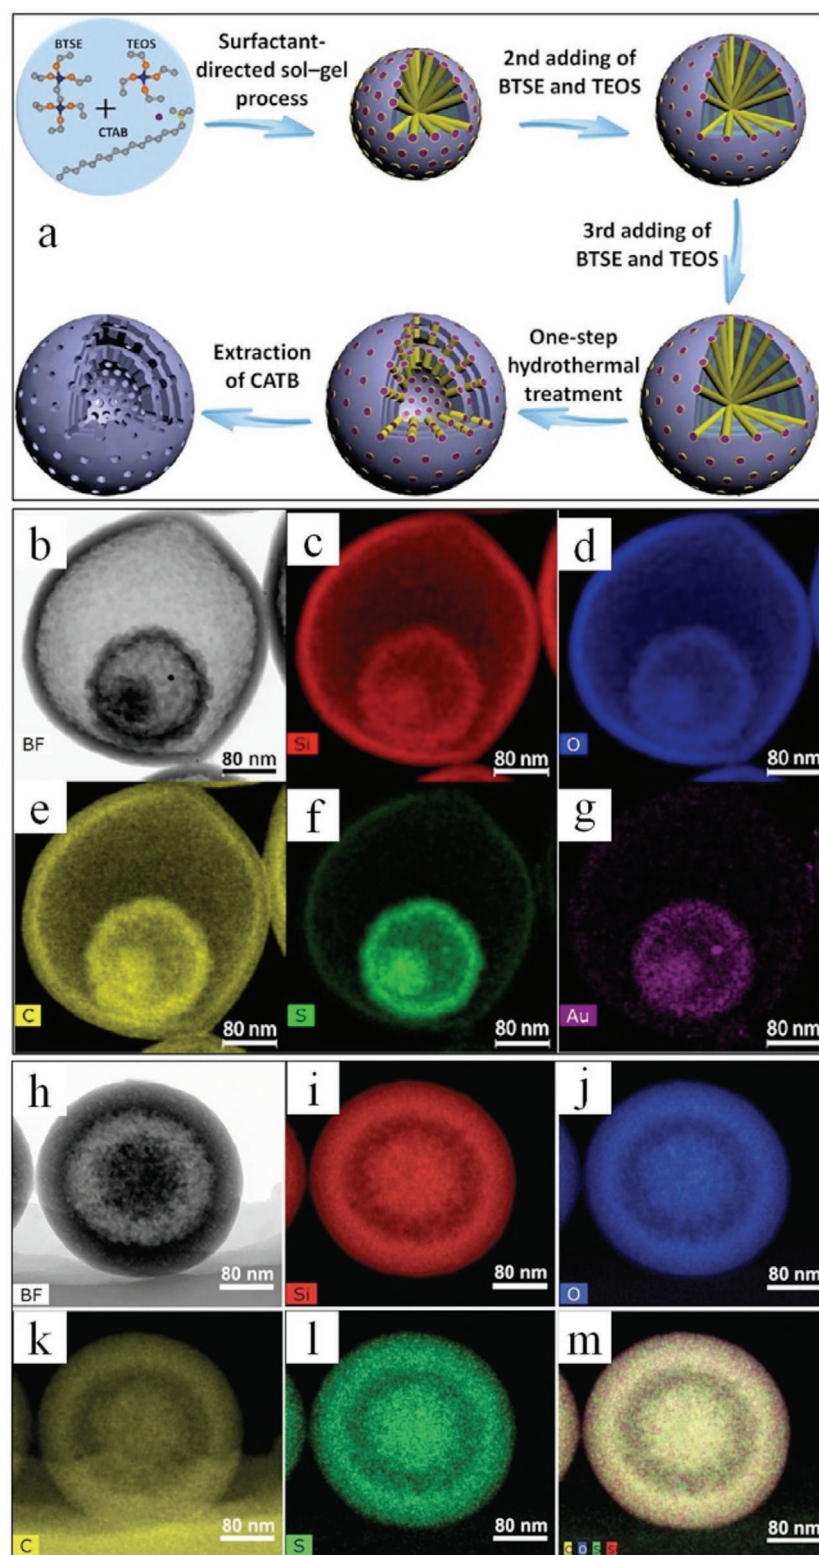 BTSE
TEOS
CTAB
Surfactant-
directed sol–gel
process
2nd adding of
BTSE and TEOS
a
3rd adding of
BTSE and TEOS
One-step
hydrothermal
treatment
Extraction
of CATB
b
BF
80 nm
c
Si
80 nm
d
O
80 nm
e
C
80 nm
f
S
80 nm
g
Au
80 nm
h
BF
80 nm
i
Si
80 nm
j
O
80 nm
k
C
80 nm
l
S
80 nm
m
80 nm